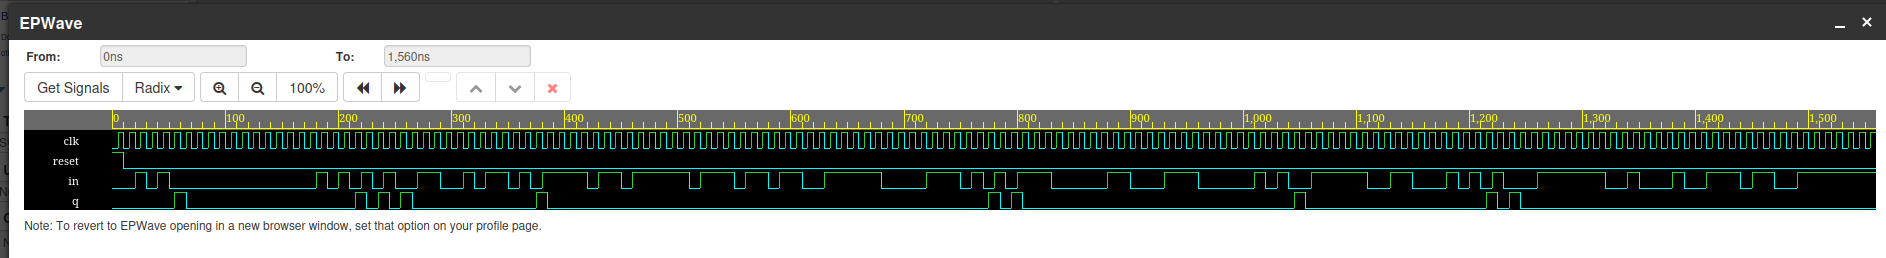 EPWave
From: 0ns To: 1,560ns
Get Signals Radix 100%
0 100 200 300 400 500 600 700 800 900 1,000 1,100 1,200 1,300 1,400 1,500
clk
reset
in
q
Note: To revert to EPWave opening in a new browser window, set that option on your profile page.